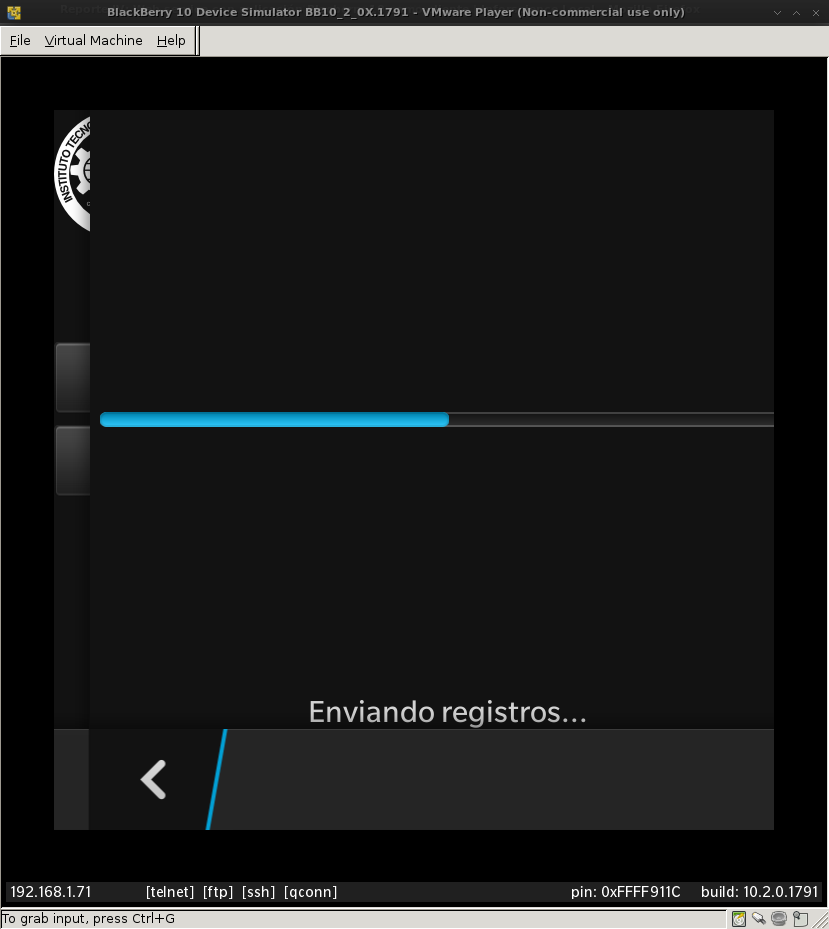 BlackBerry 10 Device Simulator BB10_2_0X.1791 - VMware Player (Non-commercial use only)
File Virtual Machine Help
INSTITUTO TECNO
Enviando registros...
192.168.1.71 [telnet] [ftp] [ssh] [qconn] pin: 0xFFFF911C build: 10.2.0.1791
To grab input, press Ctrl+G